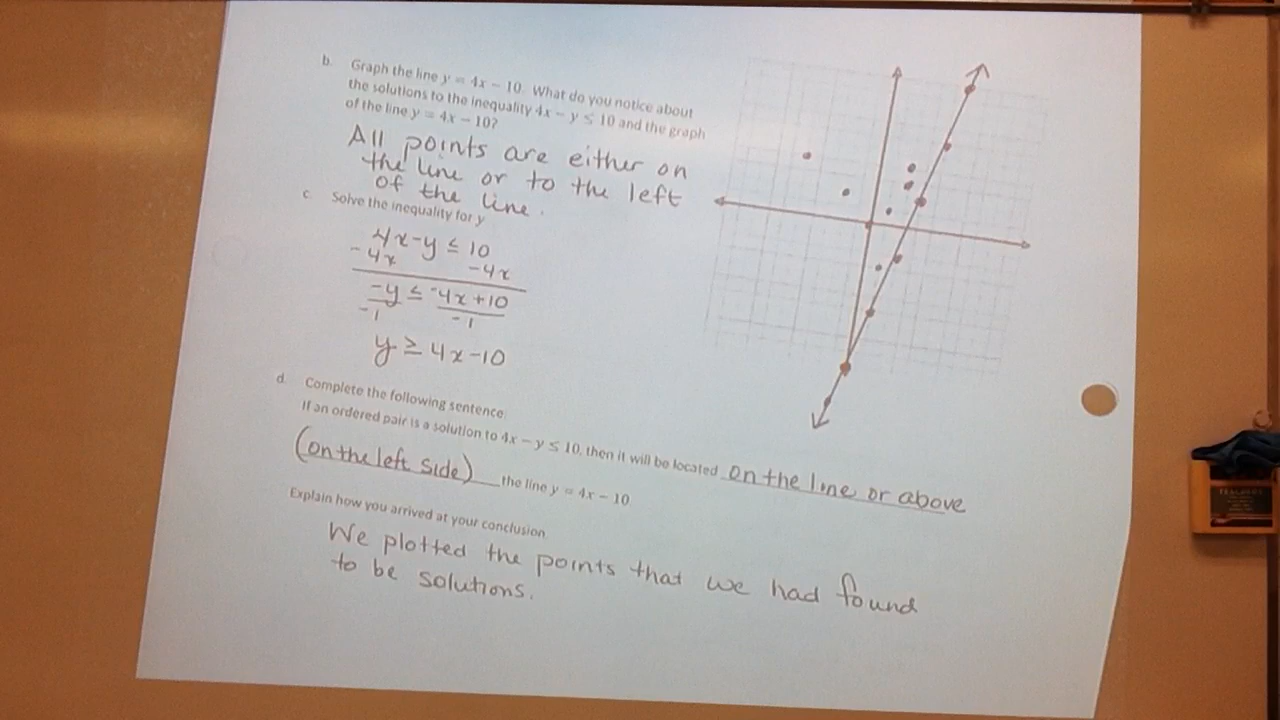 b. Graph the line y = 4x − 10. What do you notice about
the solutions to the inequality 4x − y ≤ 10 and the graph
of the line y = 4x − 10?
All points are either on
the line or to the left
of the line.
c. Solve the inequality for y
4x-y ≤ 10
-4x -4x
-y ≤ -4x+10
-1 -1
y ≥ 4x-10
d. Complete the following sentence
If an ordered pair is a solution to 4x − y ≤ 10, then it will be located on the line or above
(on the left side) the line y = 4x − 10
Explain how you arrived at your conclusion
We plotted the points that we had found
to be solutions.